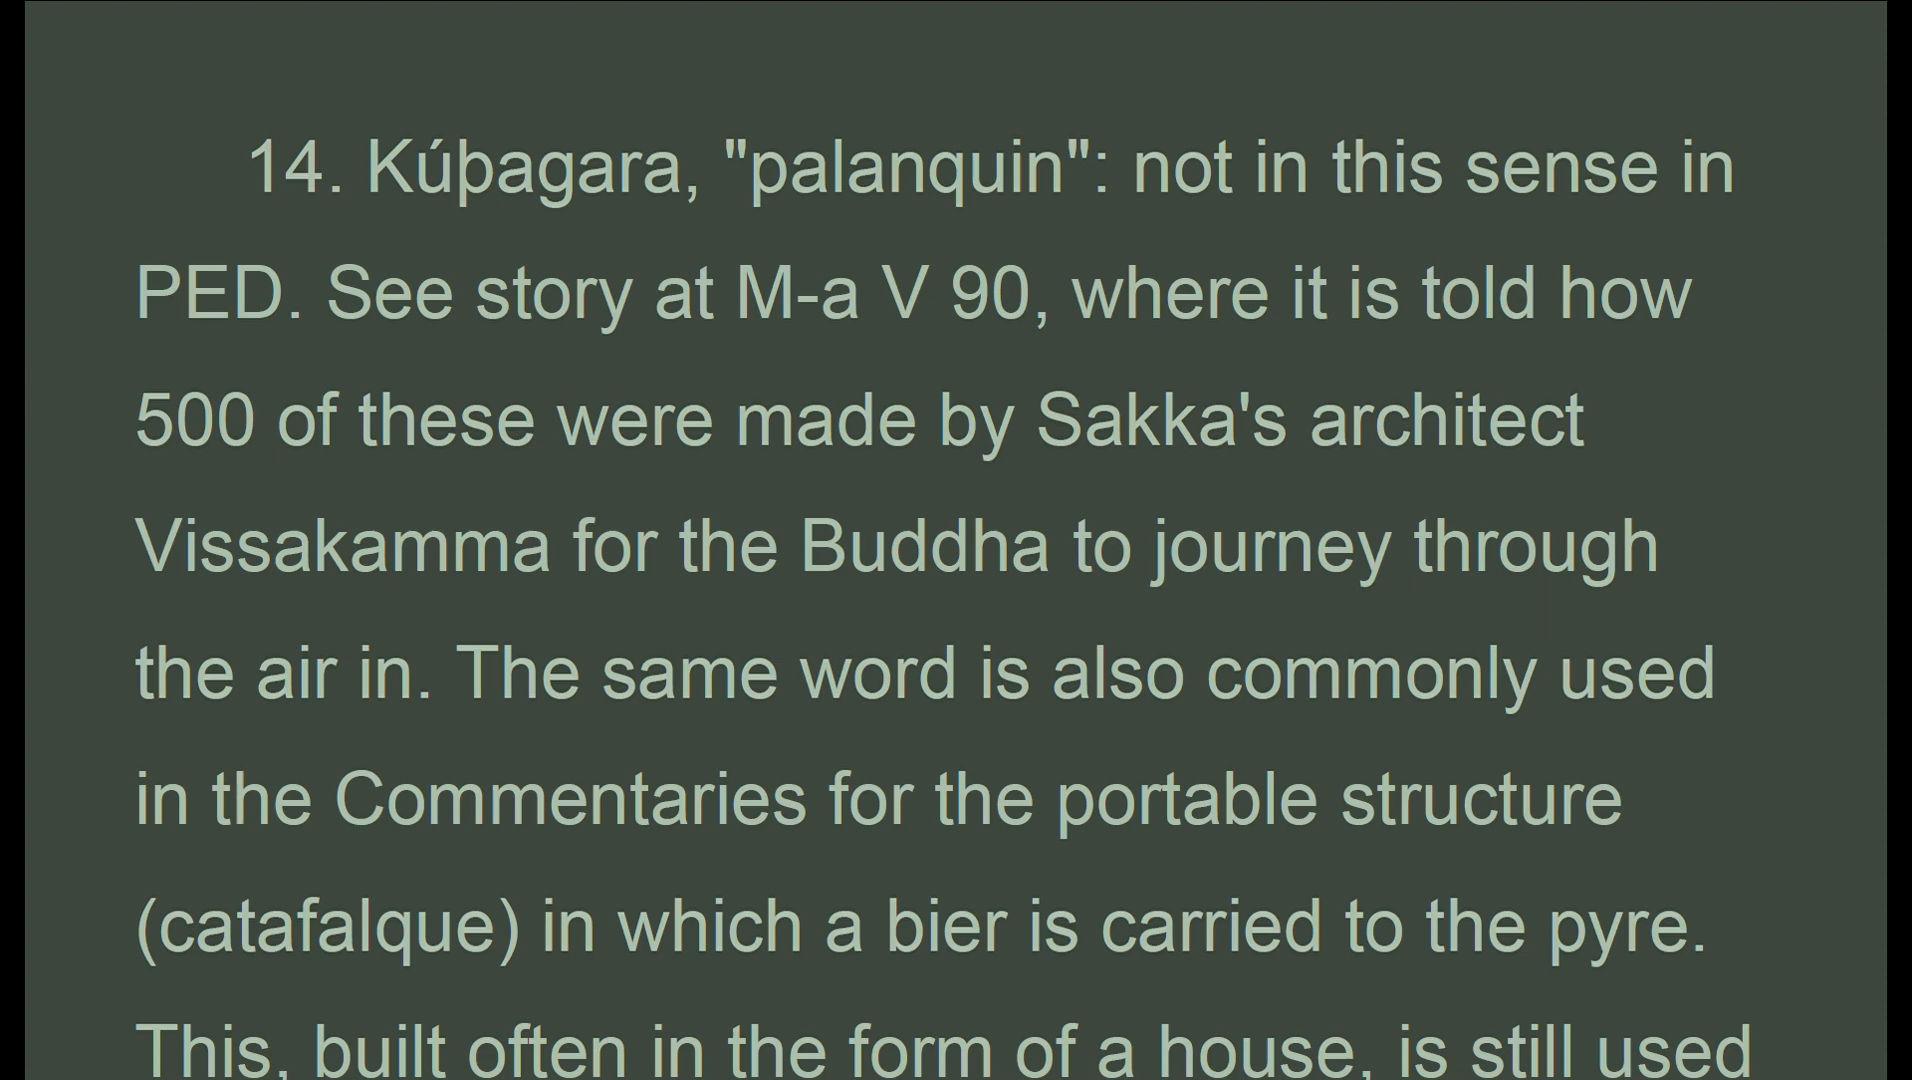 14. Kúþagara, "palanquin": not in this sense in
PED. See story at M-a V 90, where it is told how
500 of these were made by Sakka's architect
Vissakamma for the Buddha to journey through
the air in. The same word is also commonly used
in the Commentaries for the portable structure
(catafalque) in which a bier is carried to the pyre.
This, built often in the form of a house, is still used